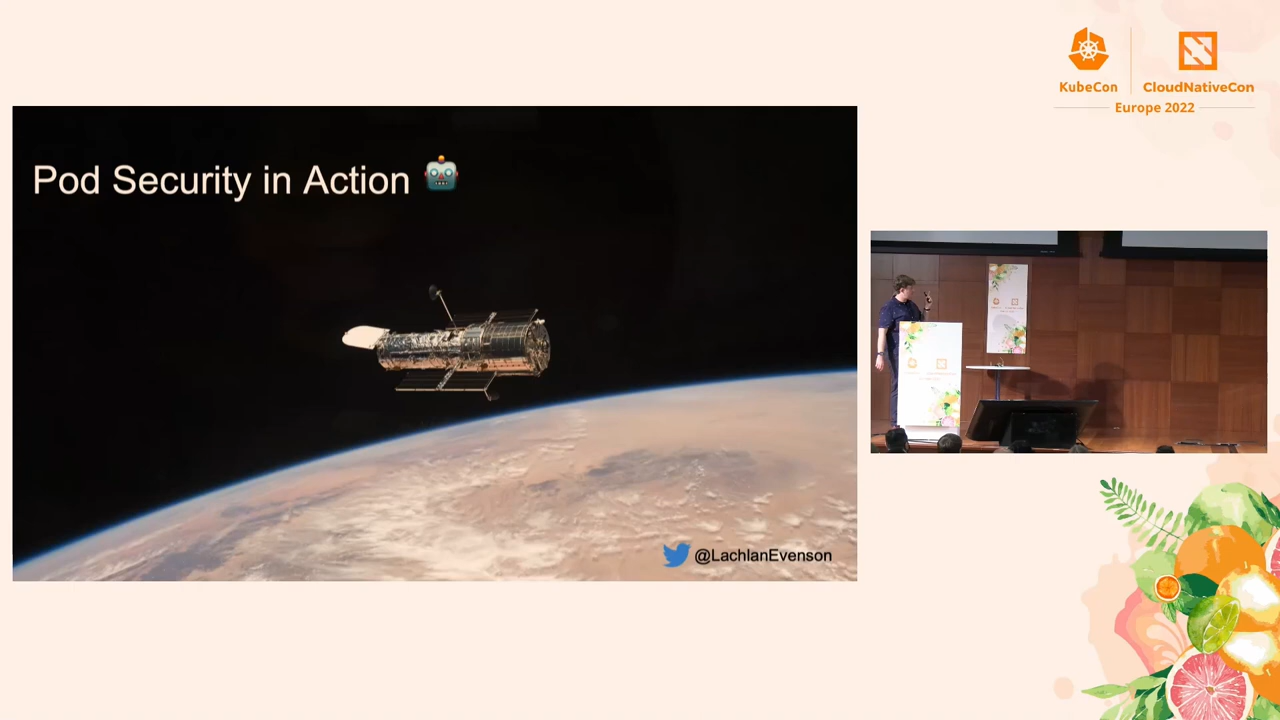 KubeCon
CloudNativeCon
Europe 2022
Pod Security in Action 🤖
@LachlanEvenson